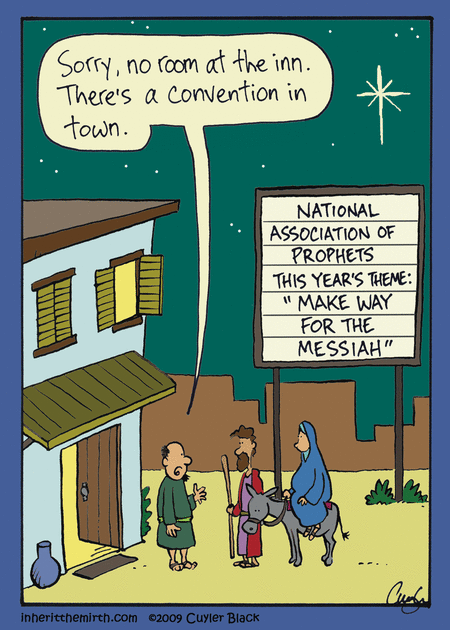 Sorry, no room at the inn.
There's a convention in
town.
NATIONAL
ASSOCIATION OF
PROPHETS
THIS YEAR'S THEME:
"MAKE WAY
FOR THE
MESSIAH"
inheritthemirth.com ©2009 Cuyler Black